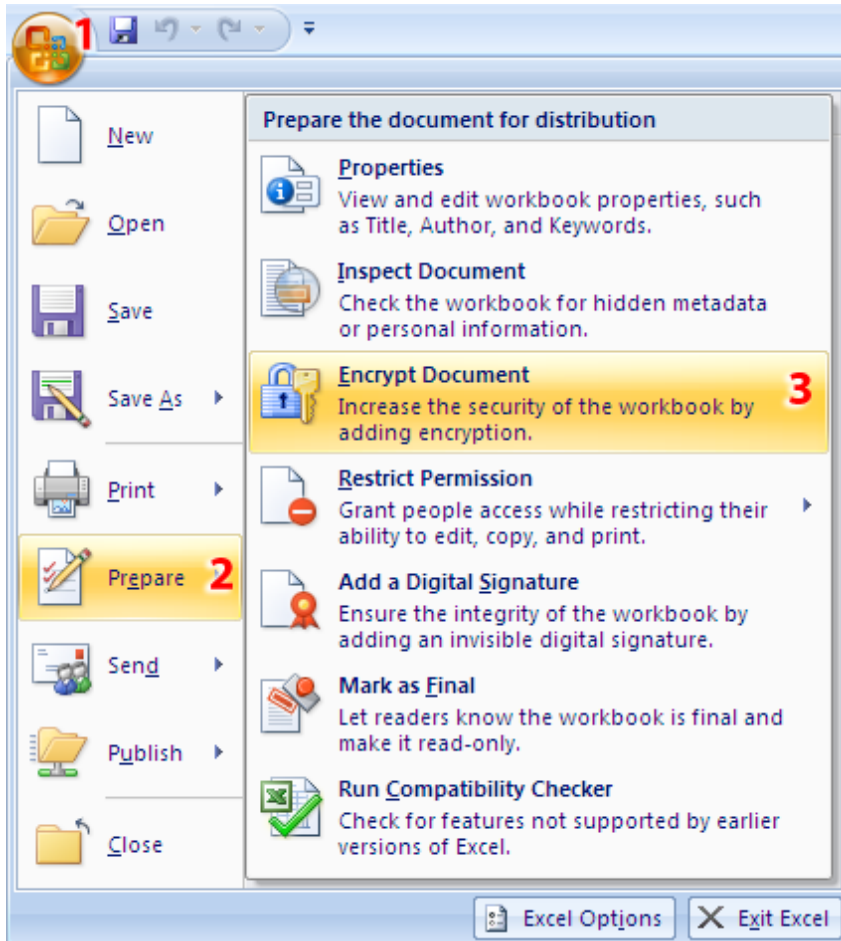 1
New
Open
Save
Save As
Print
Prepare 2
Send
Publish
Close
Prepare the document for distribution
Properties
View and edit workbook properties, such
as Title, Author, and Keywords.
Inspect Document
Check the workbook for hidden metadata
or personal information.
Encrypt Document
3
Increase the security of the workbook by
adding encryption.
Restrict Permission
Grant people access while restricting their
ability to edit, copy, and print.
Add a Digital Signature
Ensure the integrity of the workbook by
adding an invisible digital signature.
Mark as Final
Let readers know the workbook is final and
make it read-only.
Run Compatibility Checker
Check for features not supported by earlier
versions of Excel.
Excel Options
Exit Excel